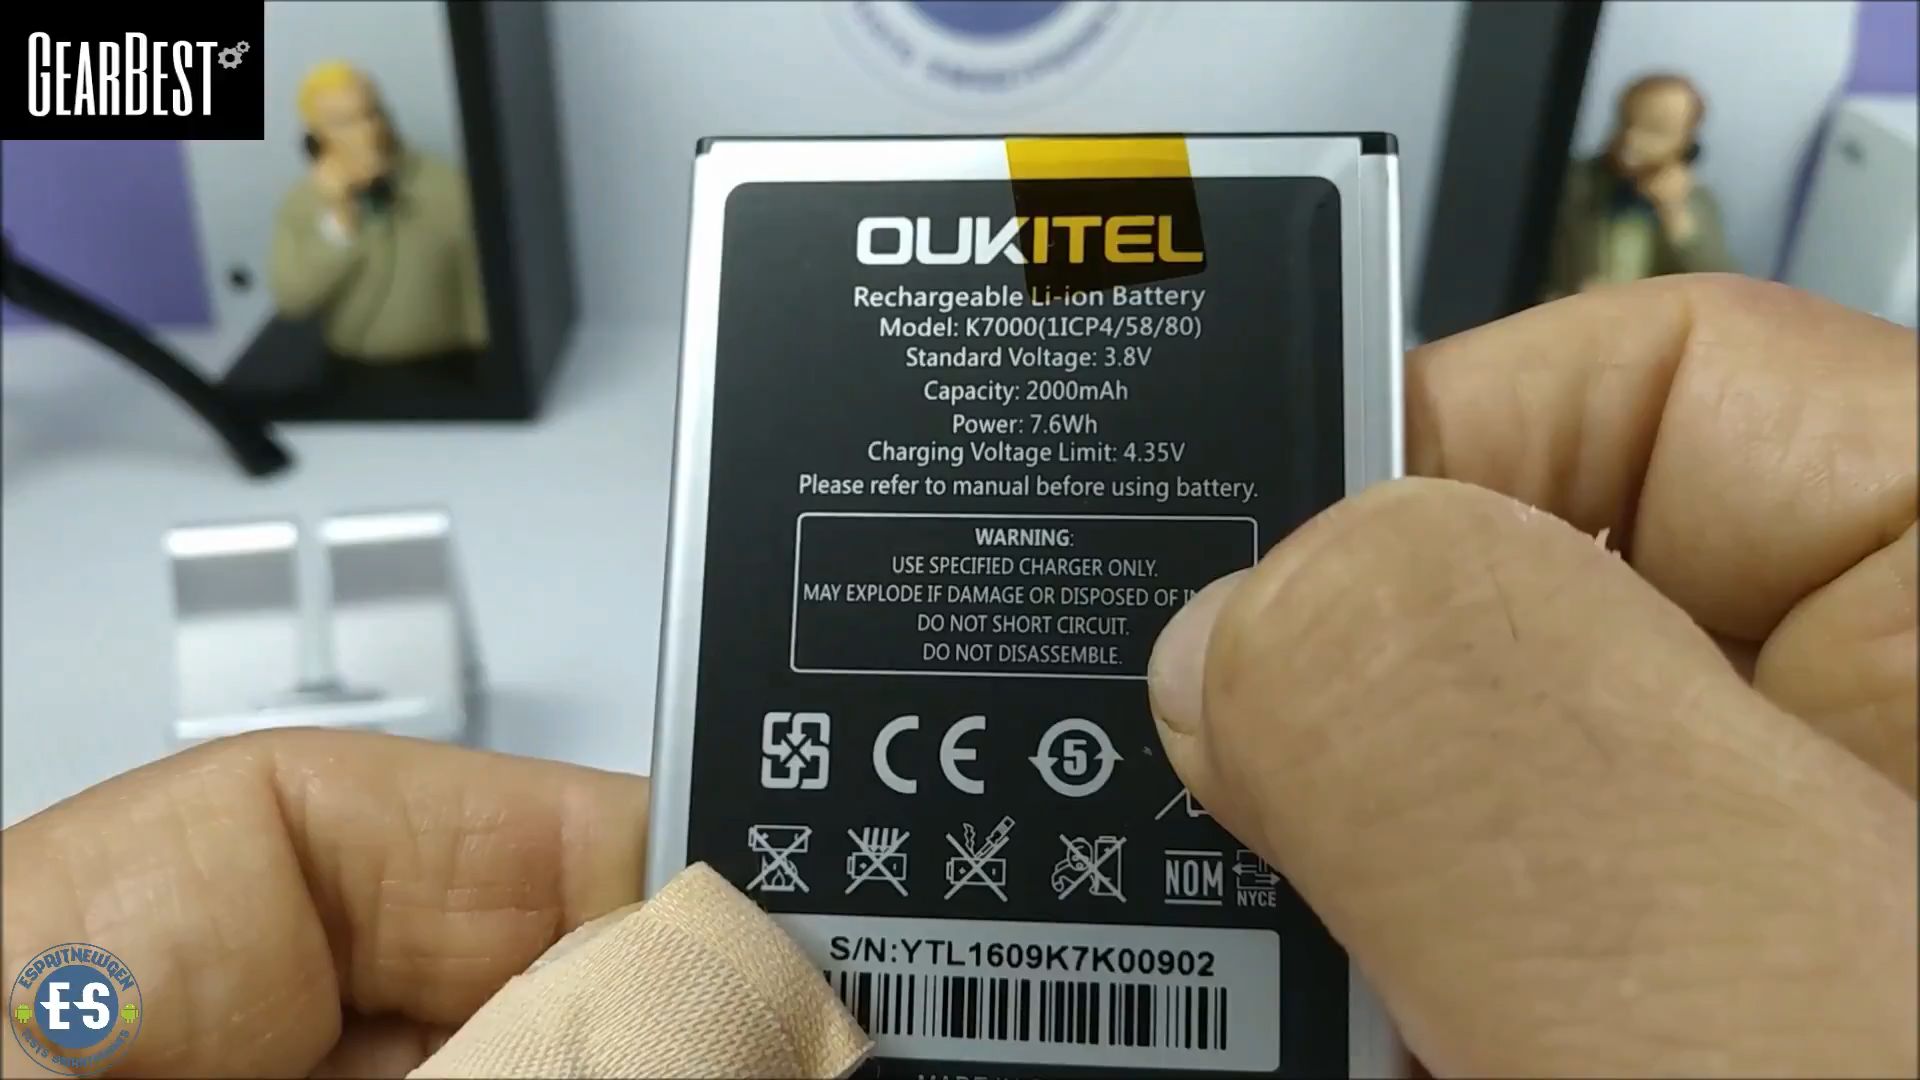 GEARBEST
OUKITEL
Rechargeable Li-ion Battery
Model: K7000(1ICP4/58/80)
Standard Voltage: 3.8V
Capacity: 2000mAh
Power: 7.6Wh
Charging Voltage Limit: 4.35V
Please refer to manual before using battery.
WARNING:
USE SPECIFIED CHARGER ONLY.
MAY EXPLODE IF DAMAGE OR DISPOSED OF
DO NOT SHORT CIRCUIT.
DO NOT DISASSEMBLE.
CE 5
NOM NYCE
S/N:YTL1609K7K00902
ESPRITNEWGEN
ES